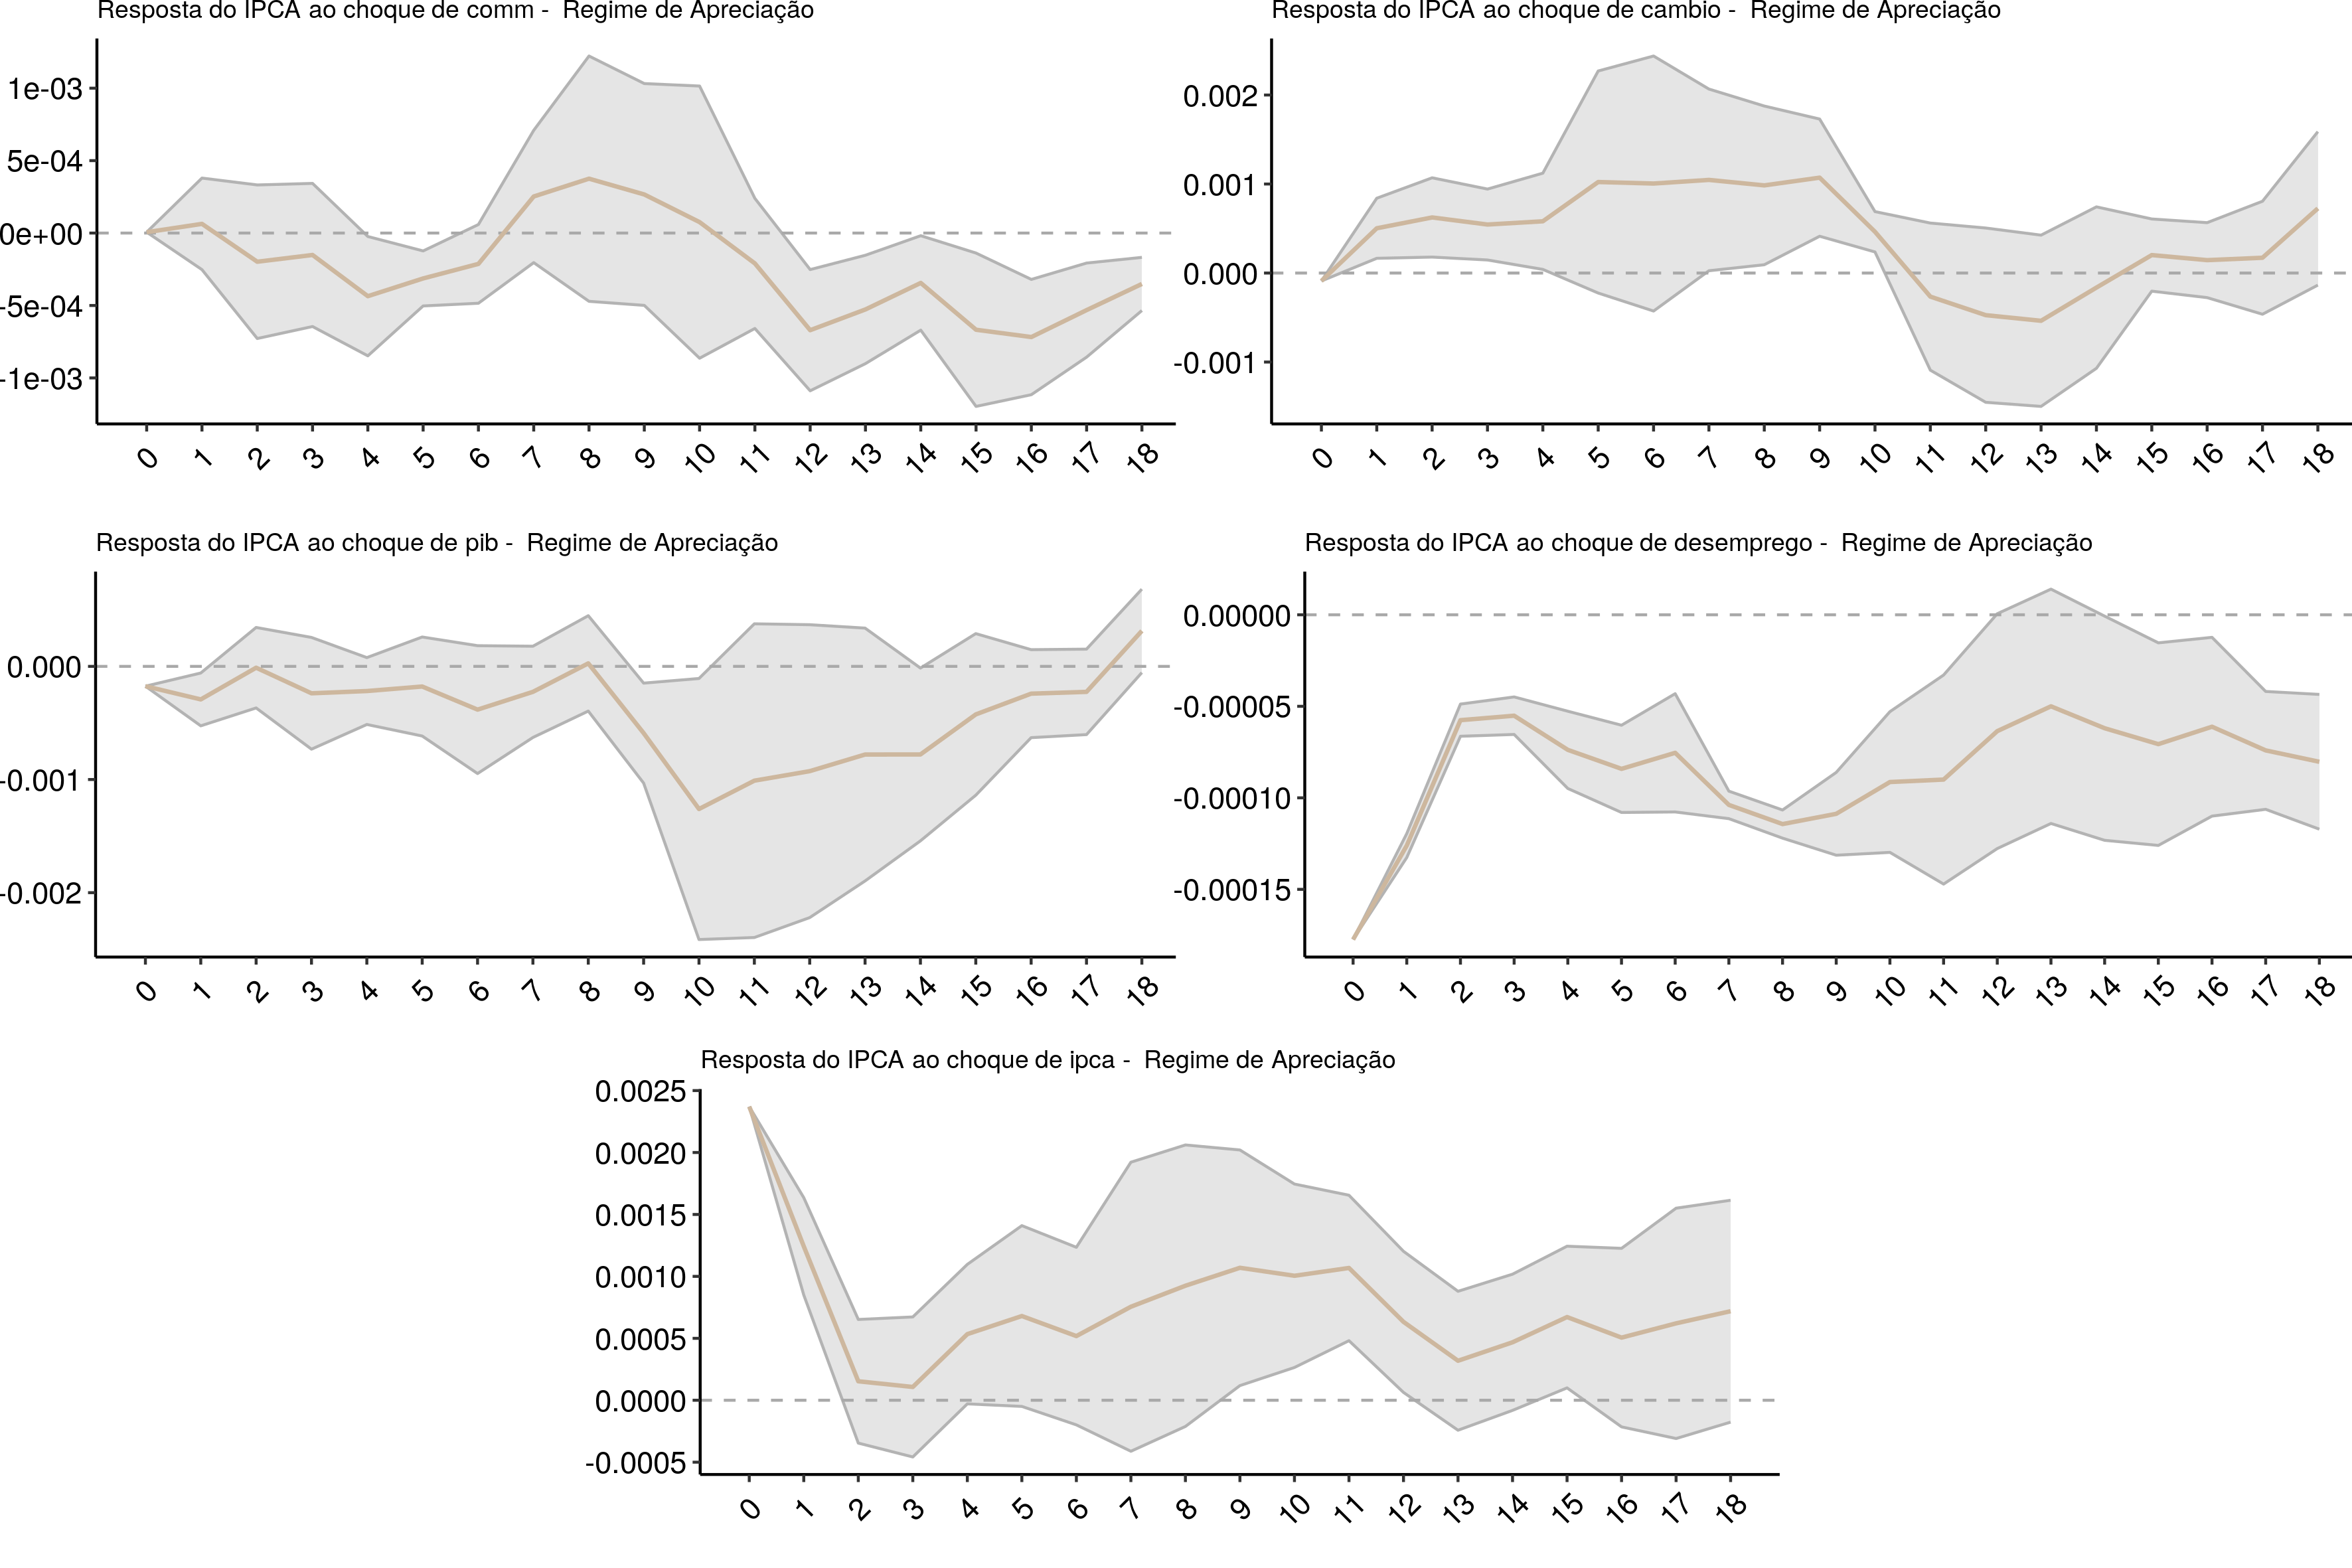 Resposta do IPCA ao choque de comm -  Regime de Apreciação
1e-03
5e-04
0e+00
-5e-04
-1e-03
0 1 2 3 4 5 6 7 8 9 10 11 12 13 14 15 16 17 18
Resposta do IPCA ao choque de cambio -  Regime de Apreciação
0.002
0.001
0.000
-0.001
0 1 2 3 4 5 6 7 8 9 10 11 12 13 14 15 16 17 18
Resposta do IPCA ao choque de pib -  Regime de Apreciação
0.000
-0.001
-0.002
0 1 2 3 4 5 6 7 8 9 10 11 12 13 14 15 16 17 18
Resposta do IPCA ao choque de desemprego -  Regime de Apreciação
0.00000
-0.00005
-0.00010
-0.00015
0 1 2 3 4 5 6 7 8 9 10 11 12 13 14 15 16 17 18
Resposta do IPCA ao choque de ipca -  Regime de Apreciação
0.0025
0.0020
0.0015
0.0010
0.0005
0.0000
-0.0005
0 1 2 3 4 5 6 7 8 9 10 11 12 13 14 15 16 17 18